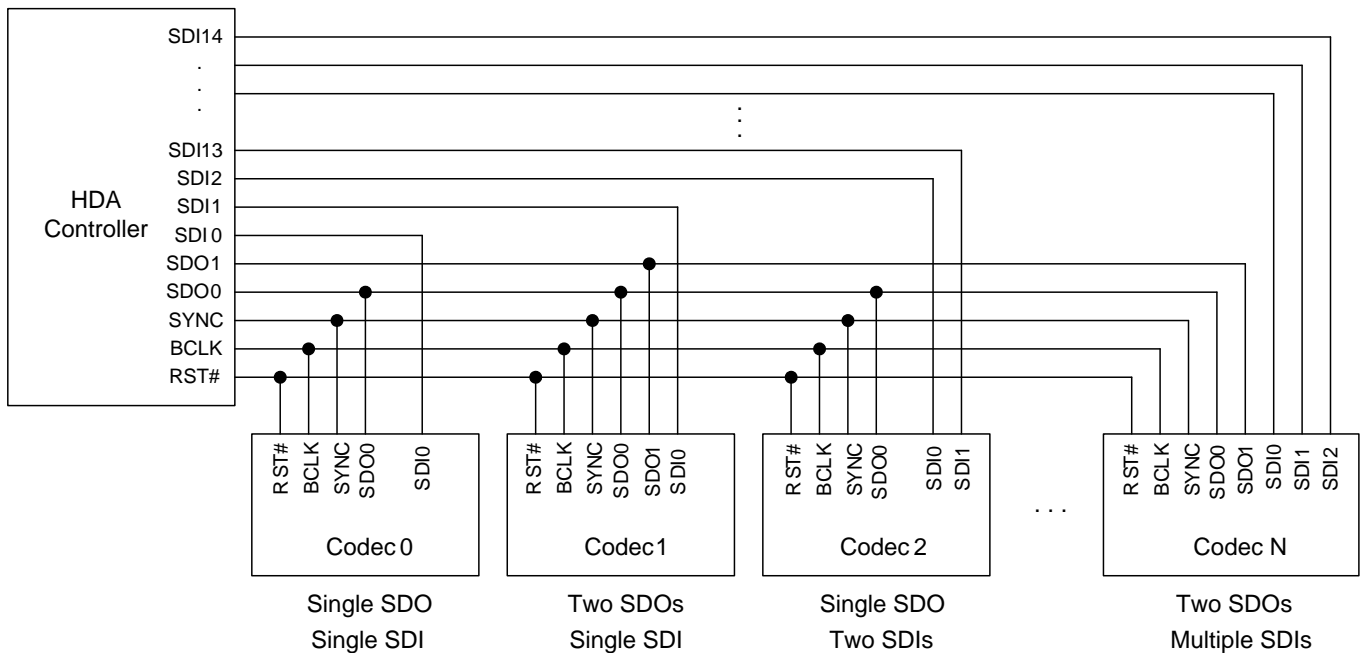 SDI14
.
.
.
SDI13
SDI2
SDI1
SDI0
SDO1
SDO0
SYNC
BCLK
RST#
HDA
Controller
.
.
.
RST#
BCLK
SYNC
SDO0
SDI0
Codec 0
Single SDO
Single SDI
RST#
BCLK
SYNC
SDO0
SDO1
SDI0
Codec1
Two SDOs
Single SDI
RST#
BCLK
SYNC
SDO0
SDI0
SDI1
Codec 2
Single SDO
Two SDIs
. . .
RST#
BCLK
SYNC
SDO0
SDO1
SDI0
SDI1
SDI2
Codec N
Two SDOs
Multiple SDIs